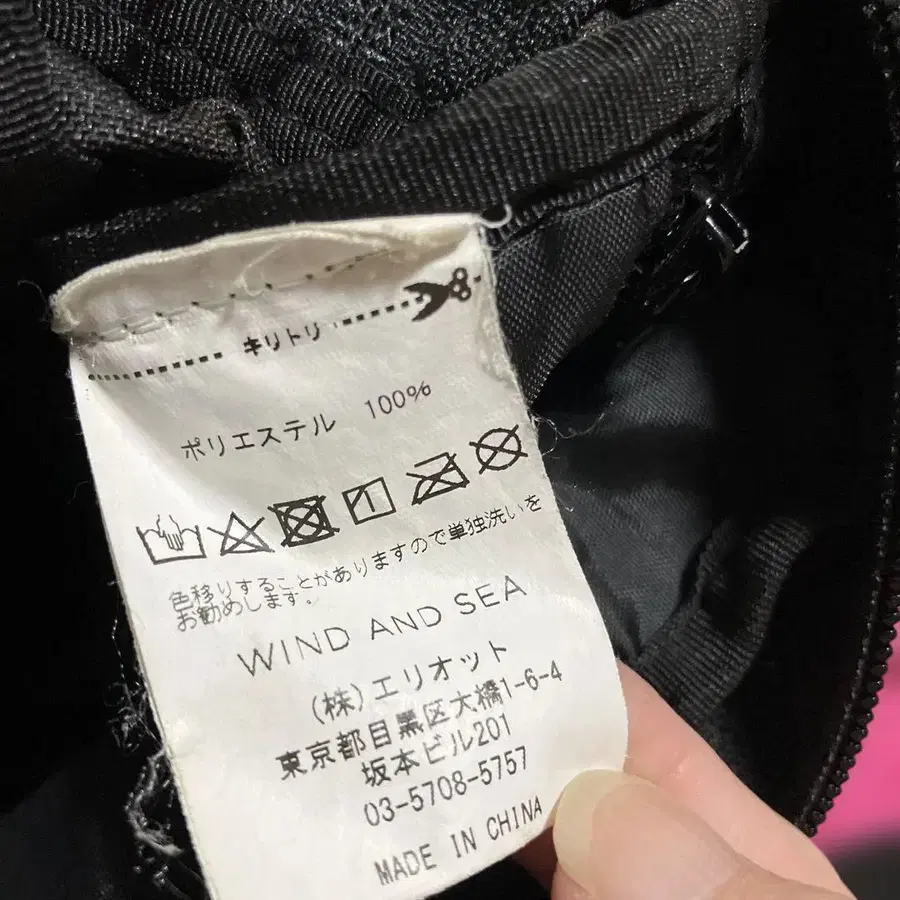 キリトリ
ポリエステル 100%
色移りすることがありますので単独洗いを
お勧めします。
WIND AND SEA
(株)エリオット
東京都目黒区大橋1-6-4
坂本ビル201
03-5708-5757
MADE IN CHINA